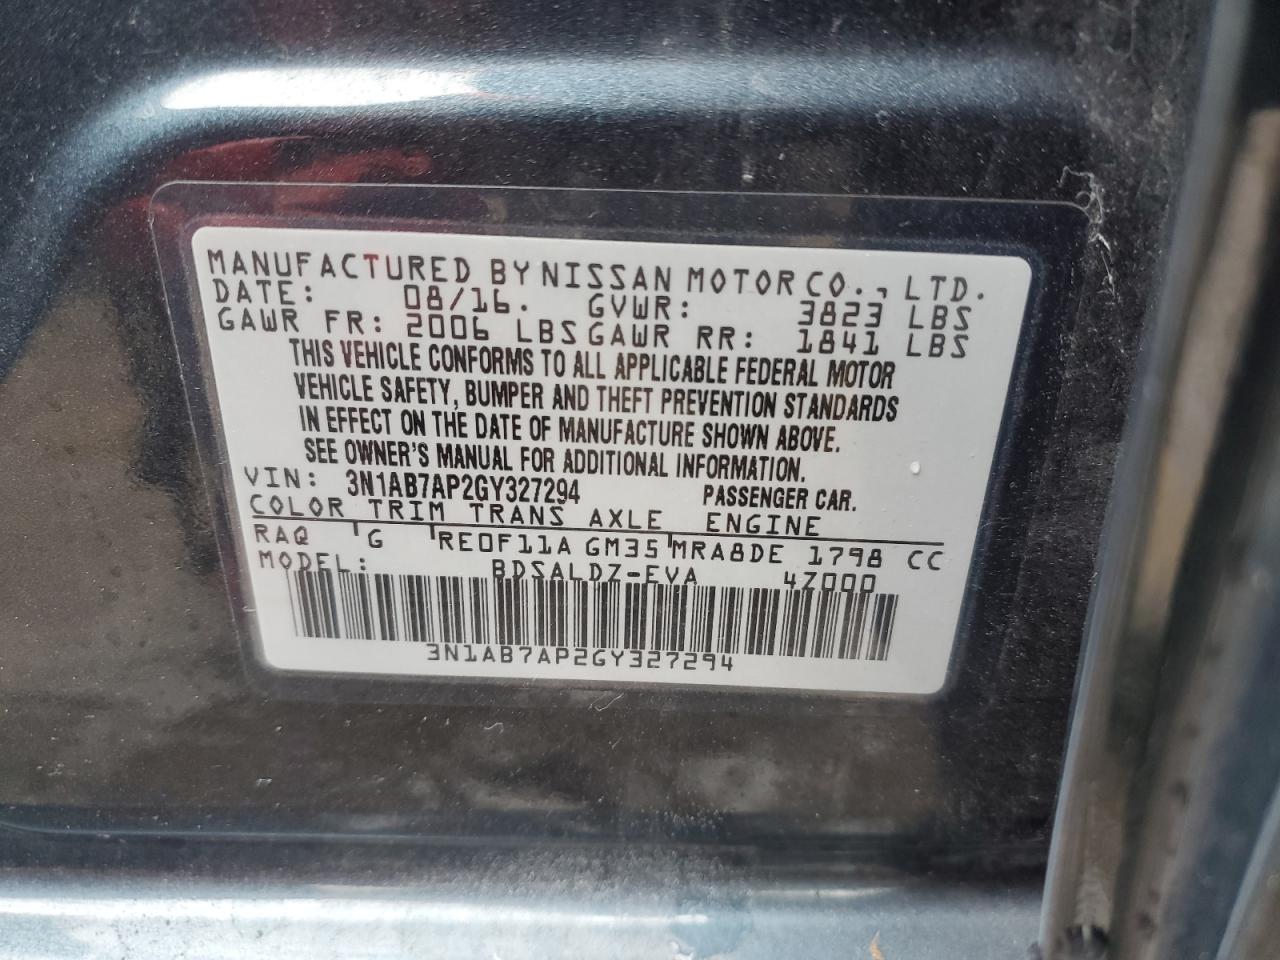 MANUFACTURED BY NISSAN MOTOR CO., LTD.
DATE: 08/16. GVWR: 3823 LBS
GAWR FR: 2006 LBS GAWR RR: 1841 LBS
THIS VEHICLE CONFORMS TO ALL APPLICABLE FEDERAL MOTOR
VEHICLE SAFETY, BUMPER AND THEFT PREVENTION STANDARDS
IN EFFECT ON THE DATE OF MANUFACTURE SHOWN ABOVE.
SEE OWNER'S MANUAL FOR ADDITIONAL INFORMATION.
VIN: 3N1AB7AP2GY327294 PASSENGER CAR.
COLOR TRIM TRANS AXLE ENGINE
RAQ G RE0F11A GM35 MRA8DE 1798 CC
MODEL: BDSALDZ-EVA 4Z000
3N1AB7AP2GY327294